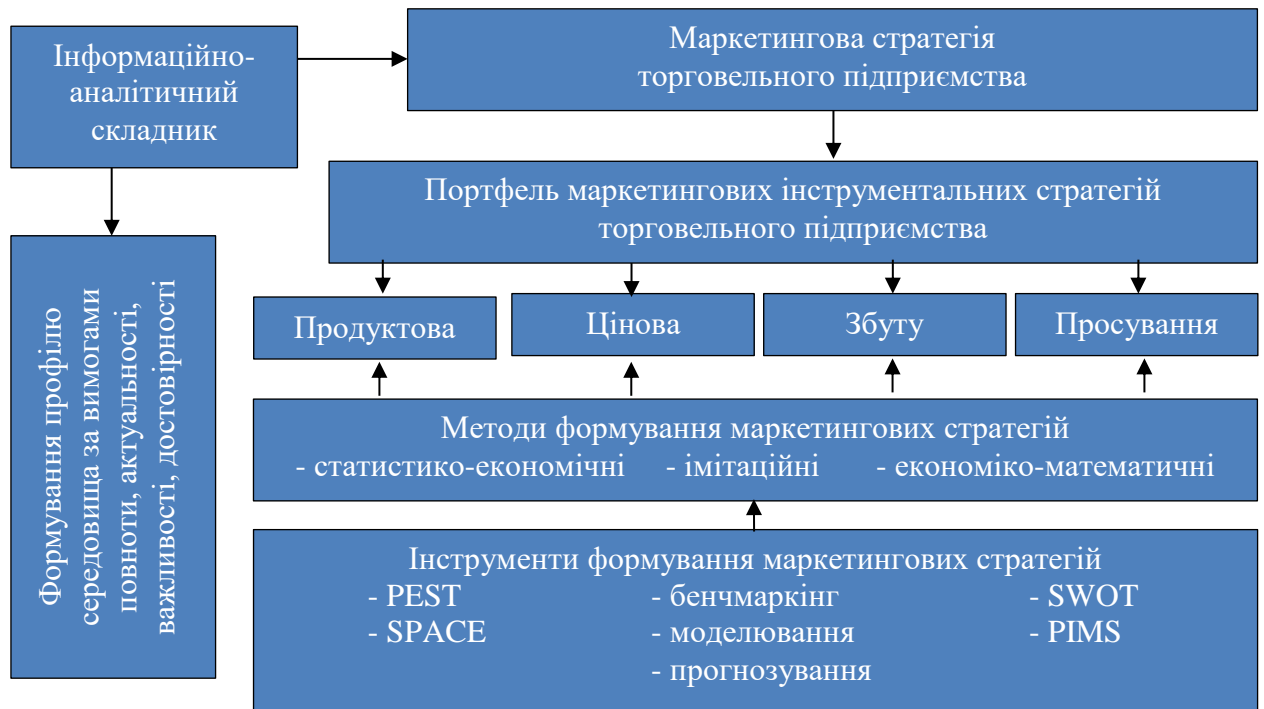 Інформаційно-
аналітичний
складник
Маркетингова стратегія
торговельного підприємства
Портфель маркетингових інструментальних стратегій
торговельного підприємства
Формування профілю
середовища за вимогами
повноти, актуальності,
важливості, достовірності
Продуктова
Цінова
Збуту
Просування
Методи формування маркетингових стратегій
- статистико-економічні - імітаційні - економіко-математичні
Інструменти формування маркетингових стратегій
- PEST - бенчмаркінг - SWOT
- SPACE - моделювання - PIMS
- прогнозування